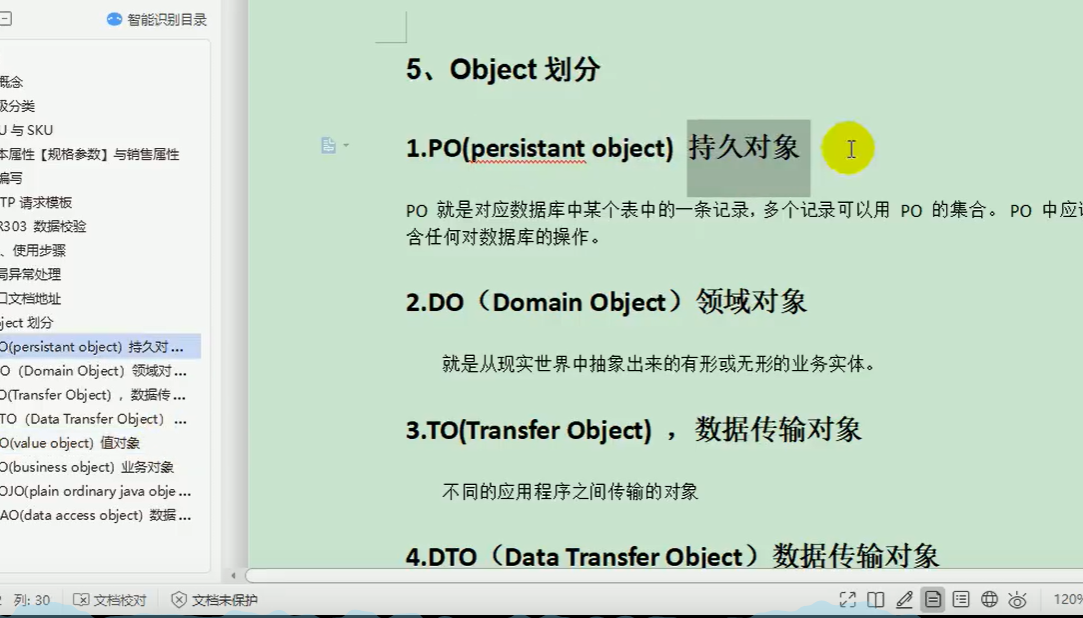 智能识别目录
概念
级分类
U 与 SKU
本属性【规格参数】与销售属性
编写
TP 请求模板
R303 数据校验
、使用步骤
局异常处理
口文档地址
ject 划分
O(persistant object) 持久对...
O（Domain Object）领域对...
O(Transfer Object) ，数据传...
TO（Data Transfer Object） ...
O(value object) 值对象
O(business object) 业务对象
OJO(plain ordinary java obje...
AO(data access object) 数据...
5、Object 划分
1.PO(persistant object) 持久对象
PO 就是对应数据库中某个表中的一条记录，多个记录可以用 PO 的集合。 PO 中应
含任何对数据库的操作。
2.DO（Domain Object）领域对象
就是从现实世界中抽象出来的有形或无形的业务实体。
3.TO(Transfer Object) ，数据传输对象
不同的应用程序之间传输的对象
4.DTO（Data Transfer Object）数据传输对象
列: 30 文档校对 文档未保护 120%